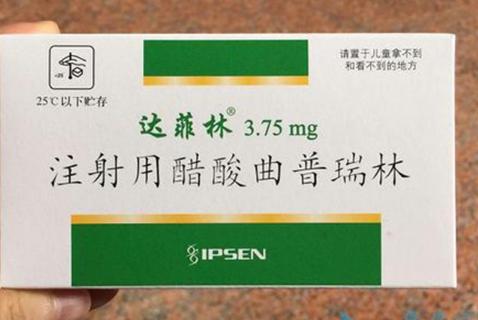 请置于儿童拿不到
和看不到的地方
<25
25℃以下贮存
达菲林® 3.75 mg
注射用醋酸曲普瑞林
IPSEN